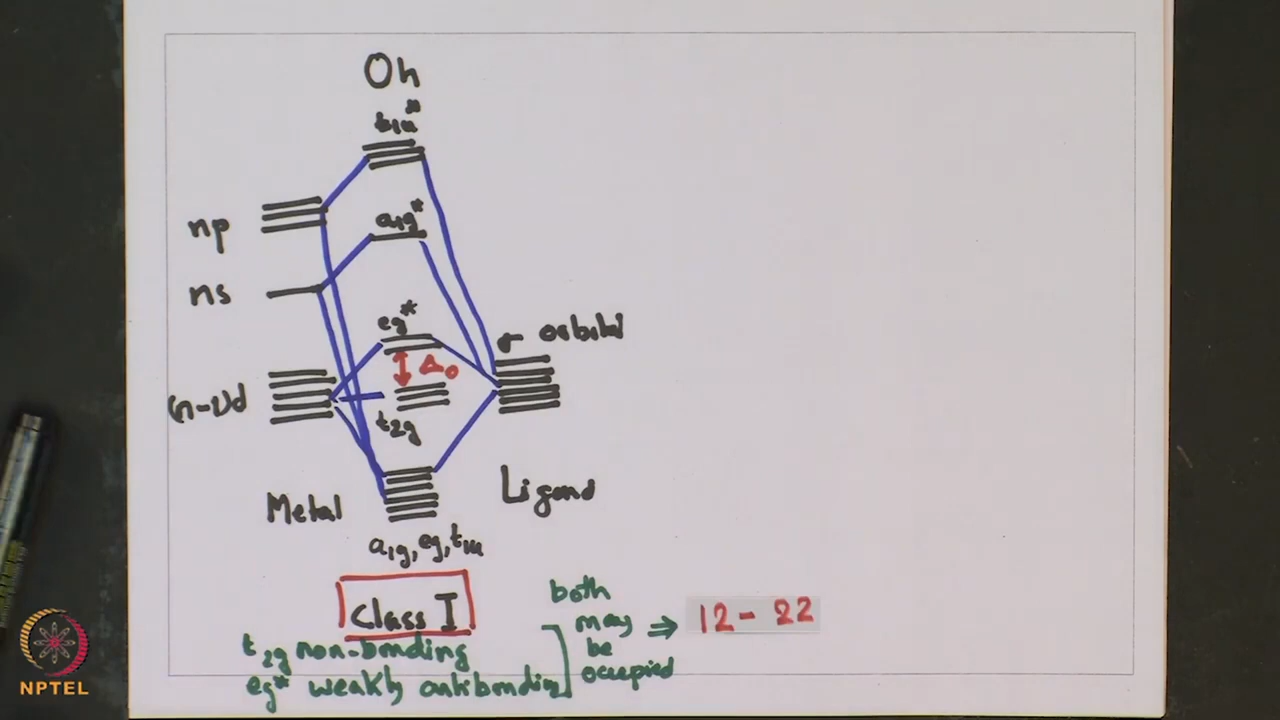 Oh
t1u*
np
a1g*
ns
eg*
σ orbital
Δo
(n-1)d
t2g
Metal
Ligand
a1g, eg, t1u
Class I
both
may
be
occupied
⇒ 12 - 22
t2g non-bonding
eg* weakly antibonding
NPTEL